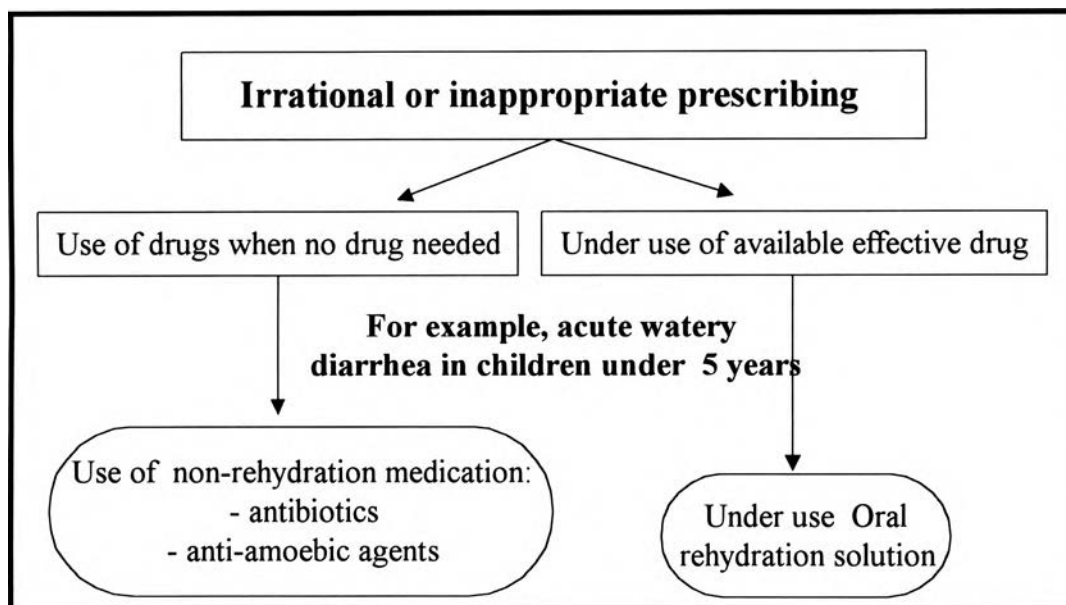 Irrational or inappropriate prescribing
Use of drugs when no drug needed
Under use of available effective drug
For example, acute watery
diarrhea in children under 5 years
Use of non-rehydration medication:
- antibiotics
- anti-amoebic agents
Under use Oral
rehydration solution